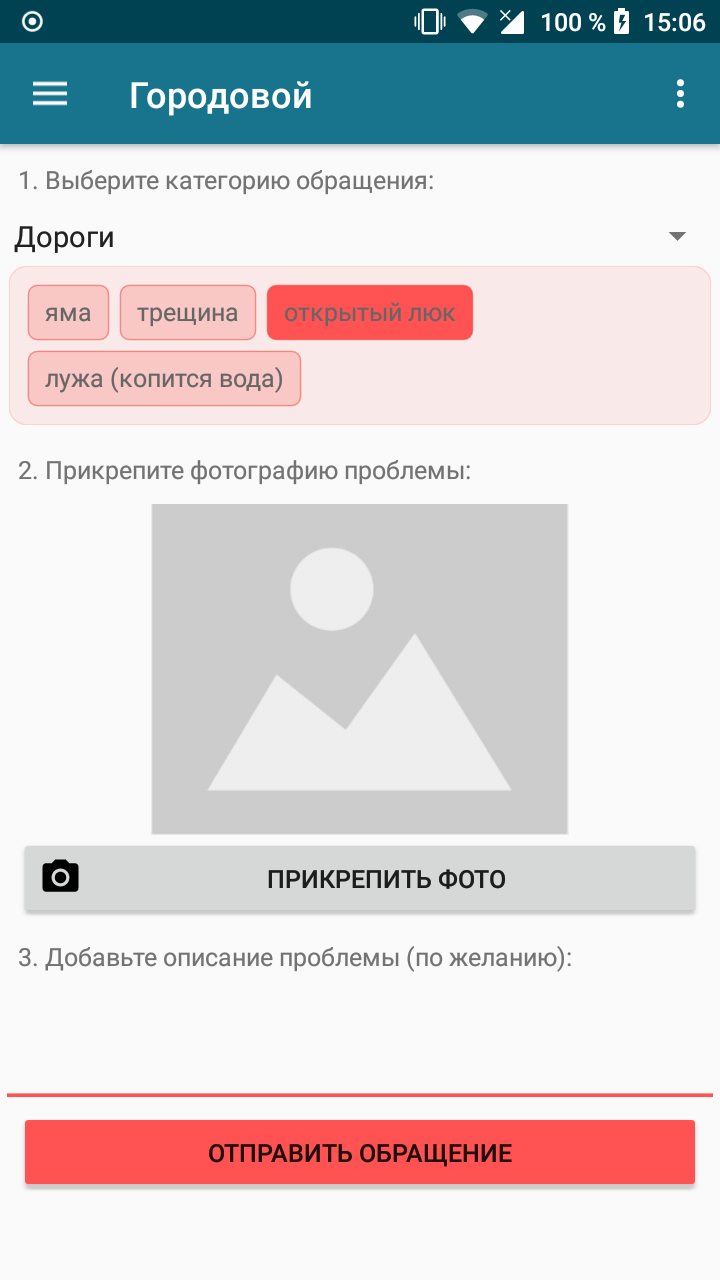 100 % 15:06
Городовой
1. Выберите категорию обращения:
Дороги
яма трещина открытый люк
лужа (копится вода)
2. Прикрепите фотографию проблемы:
ПРИКРЕПИТЬ ФОТО
3. Добавьте описание проблемы (по желанию):
ОТПРАВИТЬ ОБРАЩЕНИЕ